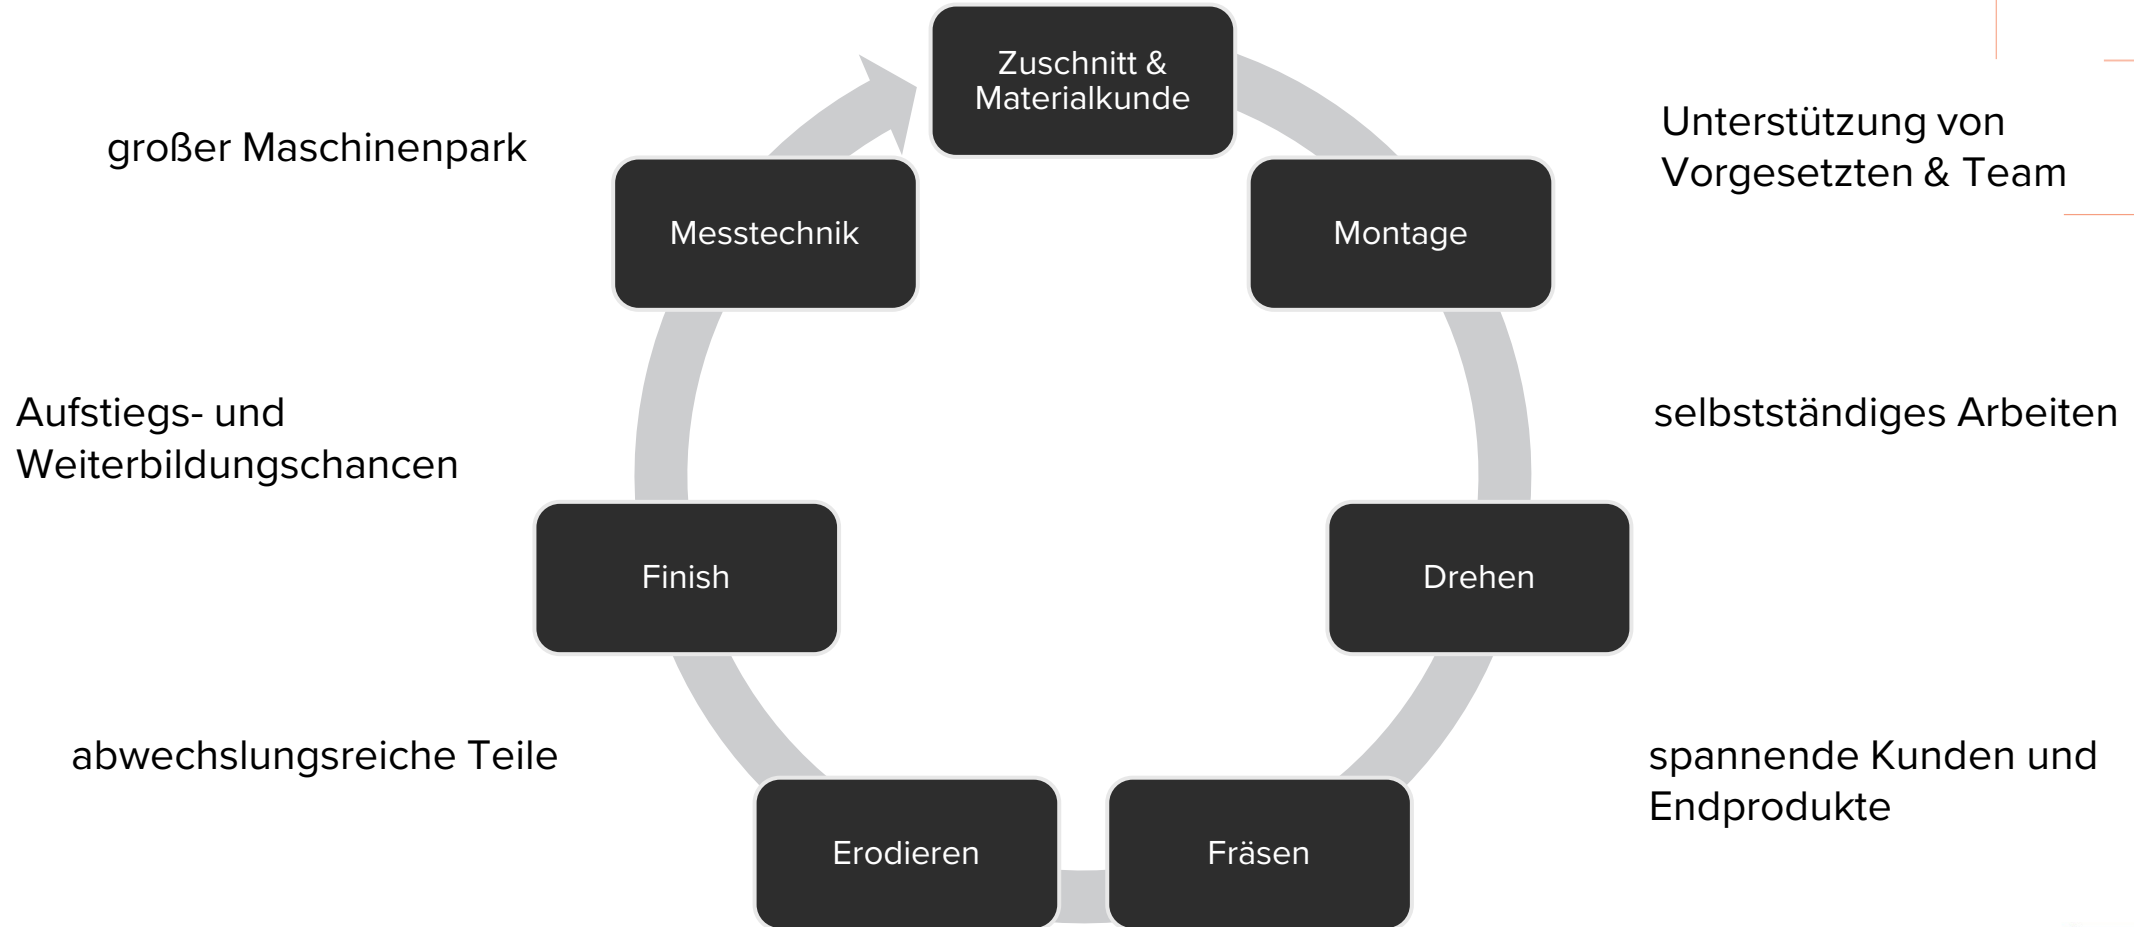 Zuschnitt &
Materialkunde
Unterstützung von
Vorgesetzten & Team
großer Maschinenpark
Messtechnik
Montage
Aufstiegs- und
Weiterbildungschancen
selbstständiges Arbeiten
Finish
Drehen
abwechslungsreiche Teile
spannende Kunden und
Endprodukte
Erodieren
Fräsen